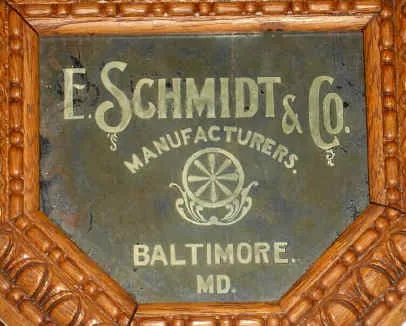 E. SCHMIDT & CO.
MANUFACTURERS.
BALTIMORE.
MD.